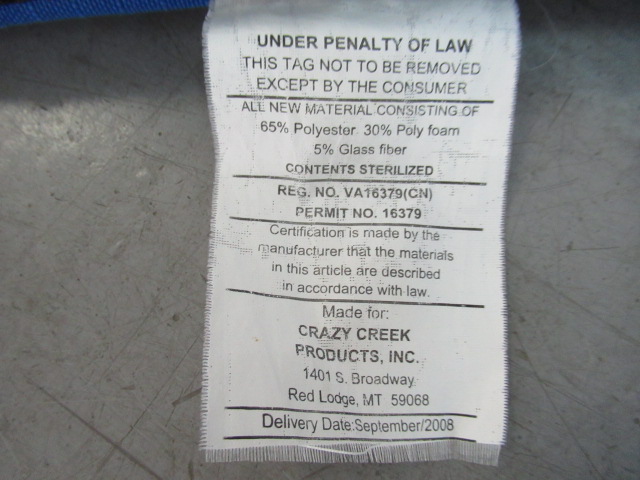 UNDER PENALTY OF LAW
THIS TAG NOT TO BE REMOVED
EXCEPT BY THE CONSUMER
ALL NEW MATERIAL CONSISTING OF
65% Polyester 30% Poly foam
5% Glass fiber
CONTENTS STERILIZED
REG. NO. VA16379(CN)
PERMIT NO. 16379
Certification is made by the
manufacturer that the materials
in this article are described
in accordance with law.
Made for:
CRAZY CREEK
PRODUCTS, INC.
1401 S. Broadway
Red Lodge, MT 59068
Delivery Date:September/2008